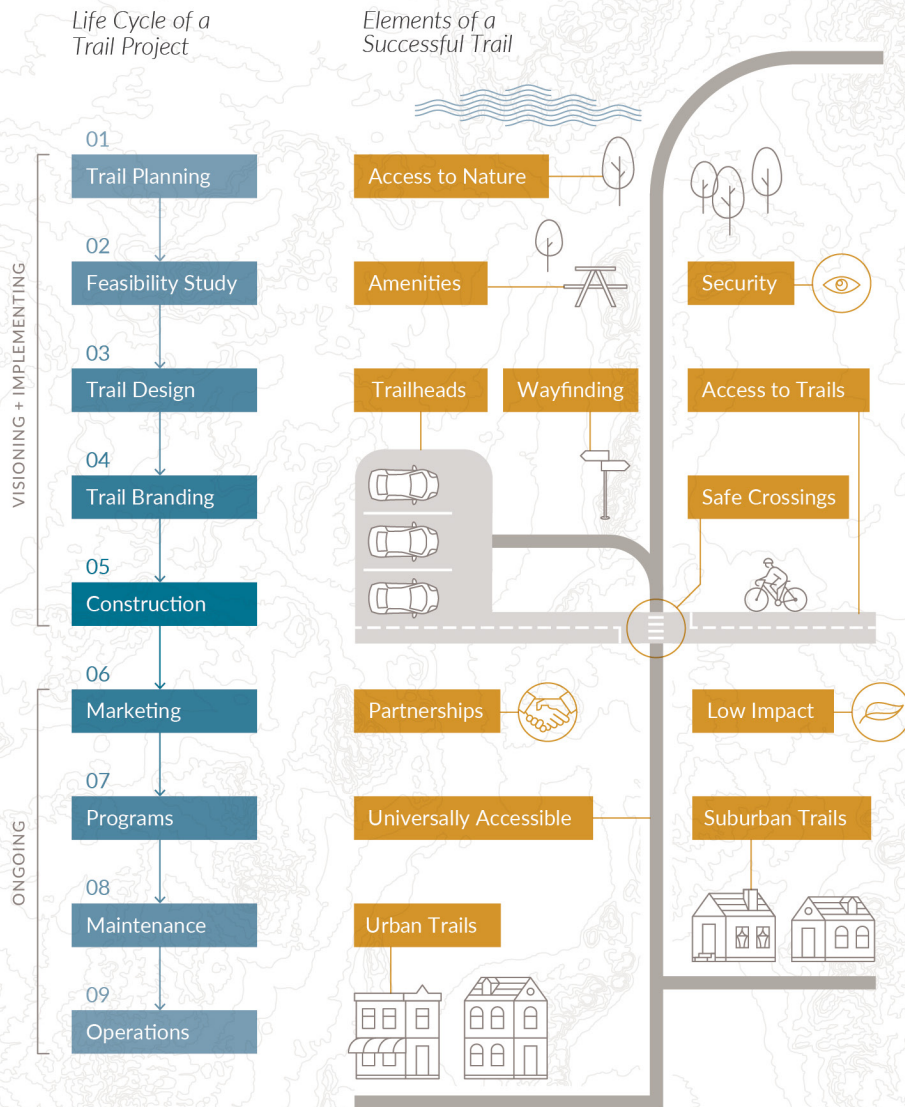 Life Cycle of a
Trail Project
VISIONING + IMPLEMENTING
01
Trail Planning
02
Feasibility Study
03
Trail Design
04
Trail Branding
05
Construction
ONGOING
06
Marketing
07
Programs
08
Maintenance
09
Operations
Elements of a
Successful Trail
Access to Nature
Amenities
Security
Trailheads
Wayfinding
Access to Trails
Safe Crossings
Partnerships
Low Impact
Universally Accessible
Suburban Trails
Urban Trails